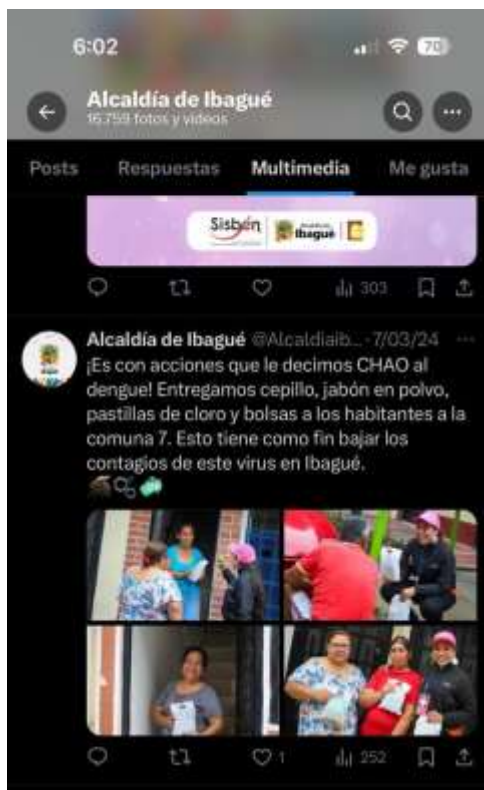 6:02
70
Alcaldía de Ibagué
16.759 fotos y videos
Posts Respuestas Multimedia Me gusta
Sisbén Ibagué
303
Alcaldía de Ibagué @Alcaldiaib... · 7/03/24
¡Es con acciones que le decimos CHAO al
dengue! Entregamos cepillo, jabón en polvo,
pastillas de cloro y bolsas a los habitantes a la
comuna 7. Esto tiene como fin bajar los
contagios de este virus en Ibagué.
1 252